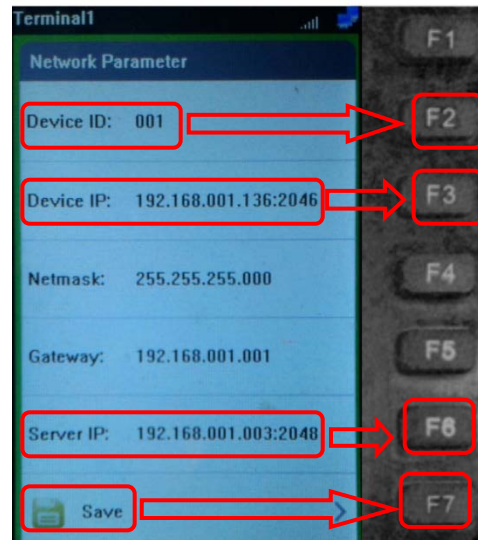 Terminal1
F1
Network Parameter
Device ID: 001
F2
Device IP: 192.168.001.136:2046
F3
Netmask: 255.255.255.000
F4
Gateway: 192.168.001.001
F5
Server IP: 192.168.001.003:2048
F6
Save
F7